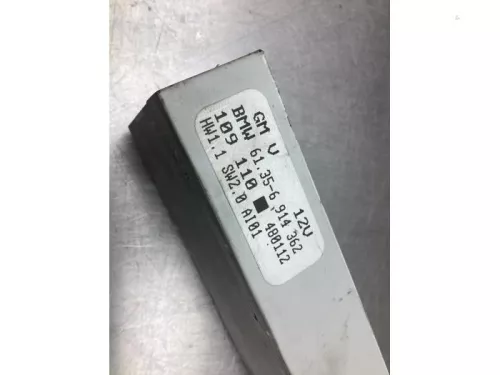 GM V 12V
BMW 61.35-6 914 362
109 110 ■ 480112
HW1.1 SW2.0 AI01